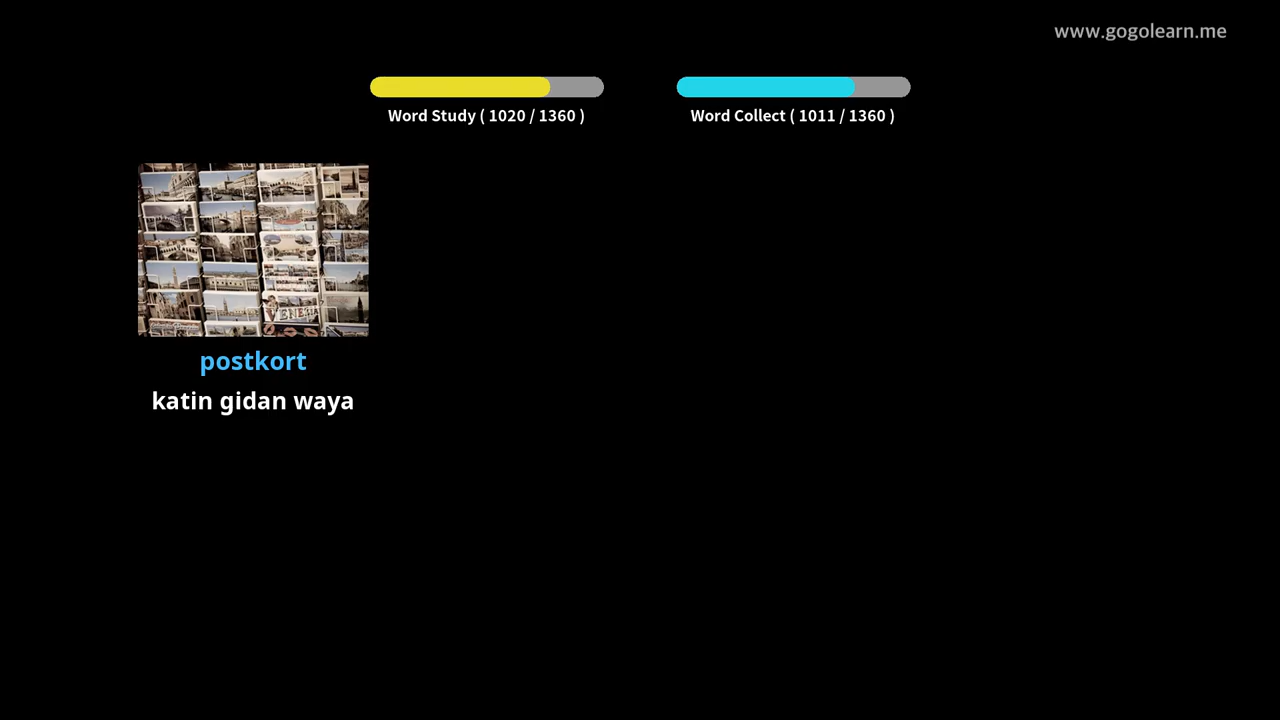 www.gogolearn.me
Word Study ( 1020 / 1360 )
Word Collect ( 1011 / 1360 )
postkort
katin gidan waya